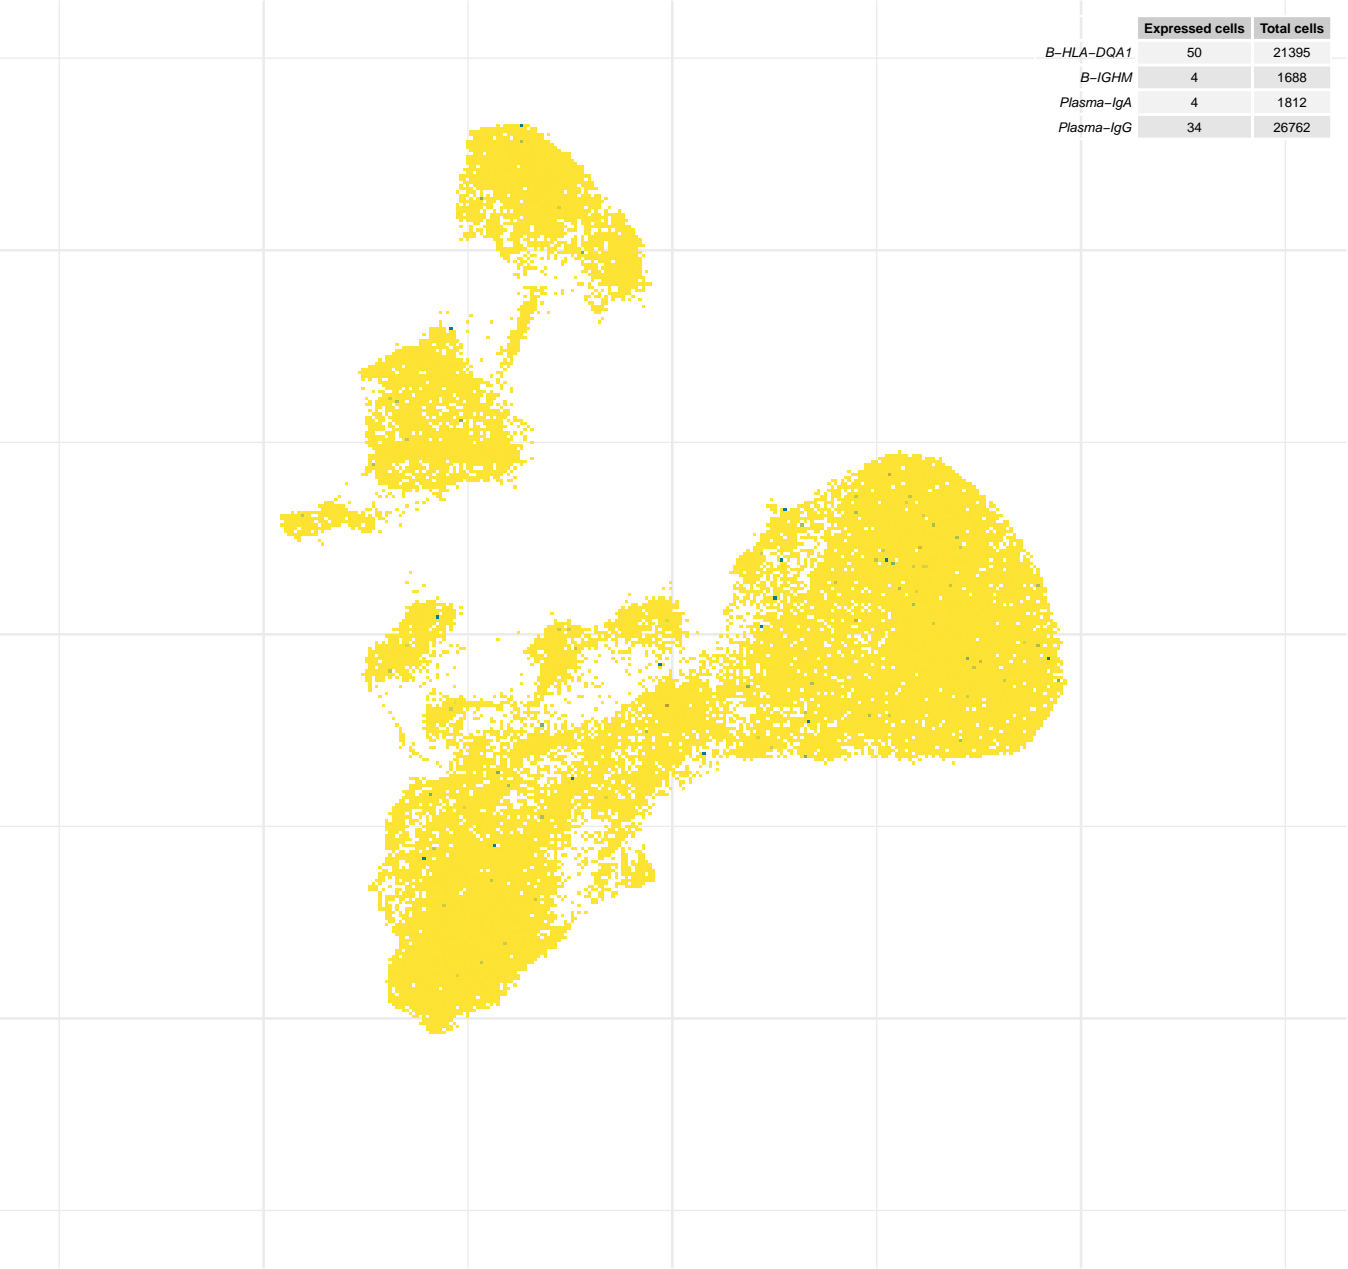 Expressed cells Total cells
B−HLA−DQA1 50 21395
B−IGHM 4 1688
Plasma−IgA 4 1812
Plasma−IgG 34 26762